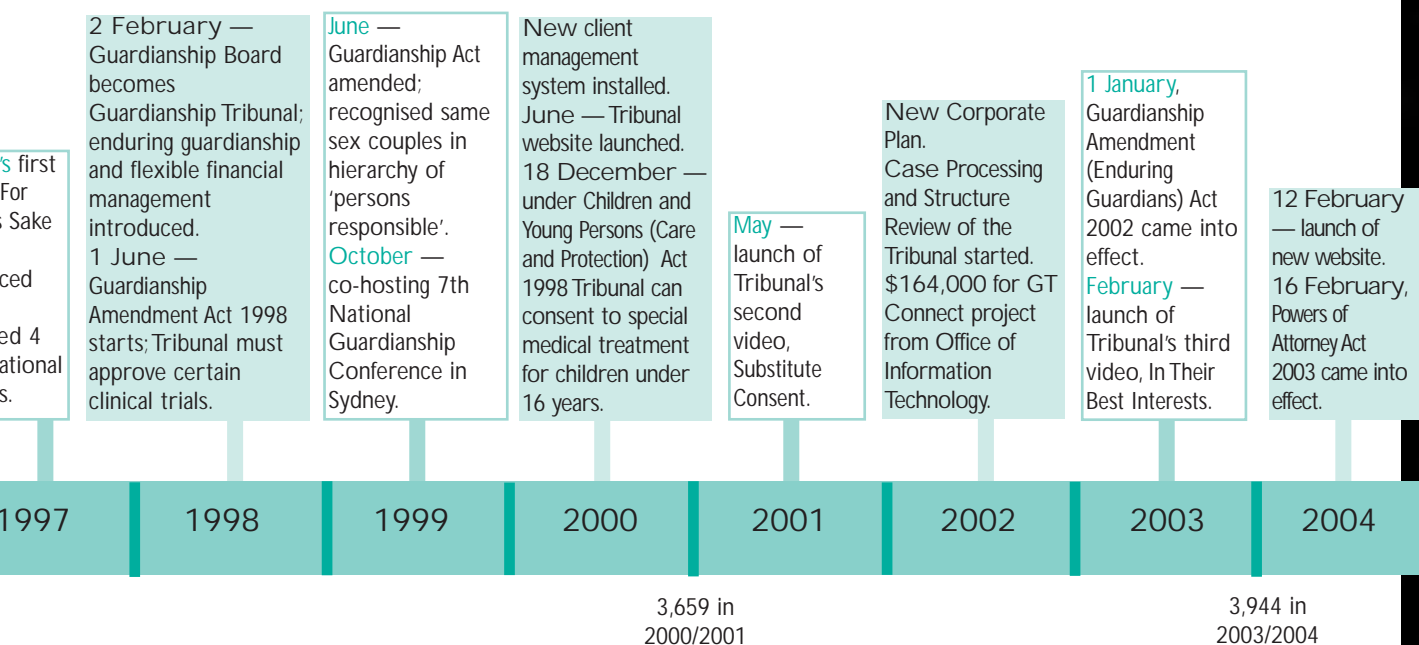 's first
For
s Sake
ced
ed 4
ational
s.
2 February —
Guardianship Board
becomes
Guardianship Tribunal;
enduring guardianship
and flexible financial
management
introduced.
1 June —
Guardianship
Amendment Act 1998
starts; Tribunal must
approve certain
clinical trials.
June —
Guardianship Act
amended;
recognised same
sex couples in
hierarchy of
‘persons
responsible’.
October —
co-hosting 7th
National
Guardianship
Conference in
Sydney.
New client
management
system installed.
June — Tribunal
website launched.
18 December —
under Children and
Young Persons (Care
and Protection) Act
1998 Tribunal can
consent to special
medical treatment
for children under
16 years.
May —
launch of
Tribunal's
second
video,
Substitute
Consent.
New Corporate
Plan.
Case Processing
and Structure
Review of the
Tribunal started.
$164,000 for GT
Connect project
from Office of
Information
Technology.
1 January,
Guardianship
Amendment
(Enduring
Guardians) Act
2002 came into
effect.
February —
launch of
Tribunal's third
video, In Their
Best Interests.
12 February
— launch of
new website.
16 February,
Powers of
Attorney Act
2003 came into
effect.
1997 1998 1999 2000 2001 2002 2003 2004
3,659 in
2000/2001
3,944 in
2003/2004